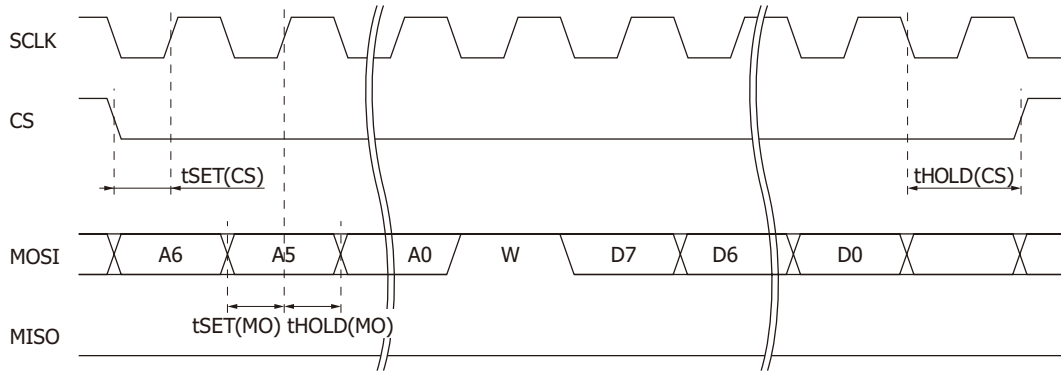 SCLK
CS
tSET(CS)
tHOLD(CS)
MOSI A6 A5 A0 W D7 D6 D0
tSET(MO) tHOLD(MO)
MISO